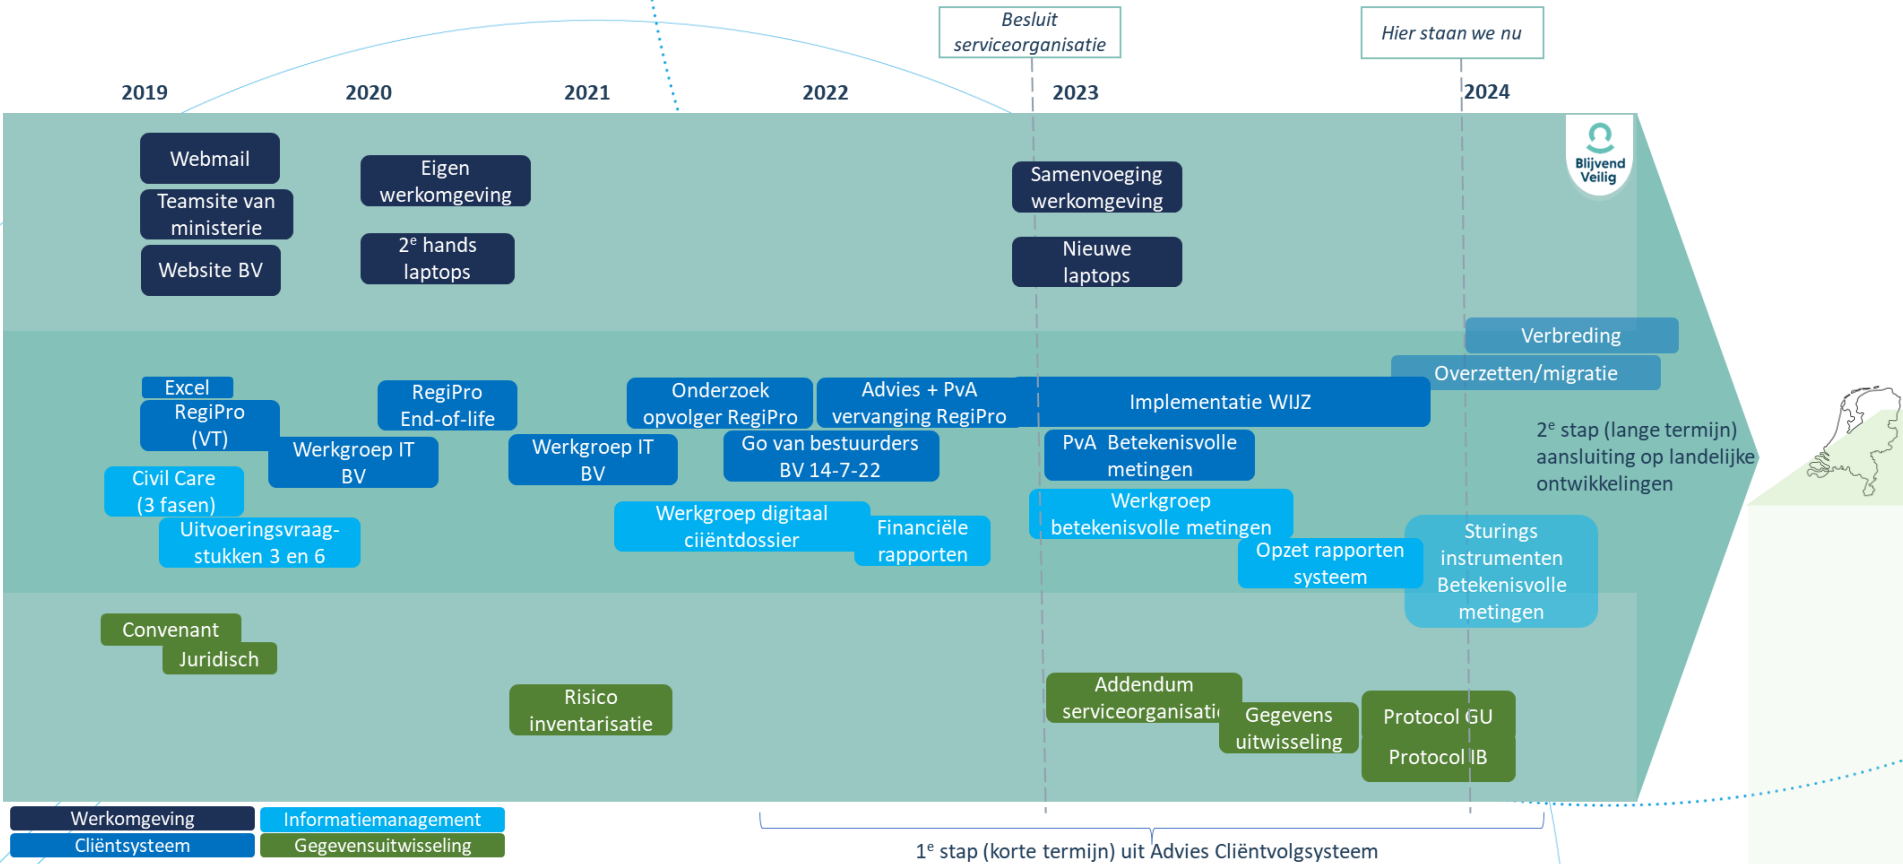 Besluit
serviceorganisatie
Hier staan we nu
2019
2020
2021
2022
2023
2024
Webmail
Teamsite van
ministerie
Website BV
Eigen
werkomgeving
2e hands
laptops
Samenvoeging
werkomgeving
Nieuwe
laptops
Blijvend
Veilig
Verbreding
Overzetten/migratie
Excel
RegiPro
(VT)
Werkgroep IT
BV
RegiPro
End-of-life
Werkgroep IT
BV
Onderzoek
opvolger RegiPro
Advies + PvA
vervanging RegiPro
Go van bestuurders
BV 14-7-22
Implementatie WIJZ
PvA Betekenisvolle
metingen
2e stap (lange termijn)
aansluiting op landelijke
ontwikkelingen
Civil Care
(3 fasen)
Uitvoeringsvraag-
stukken 3 en 6
Werkgroep digitaal
ciiëntdossier
Financiële
rapporten
Werkgroep
betekenisvolle metingen
Opzet rapporten
systeem
Sturings
instrumenten
Betekenisvolle
metingen
Convenant
Juridisch
Risico
inventarisatie
Addendum
serviceorganisatie
Gegevens
uitwisseling
Protocol GU
Protocol IB
Werkomgeving
Informatiemanagement
Cliëntsysteem
Gegevensuitwisseling
1e stap (korte termijn) uit Advies Cliëntvolgsysteem